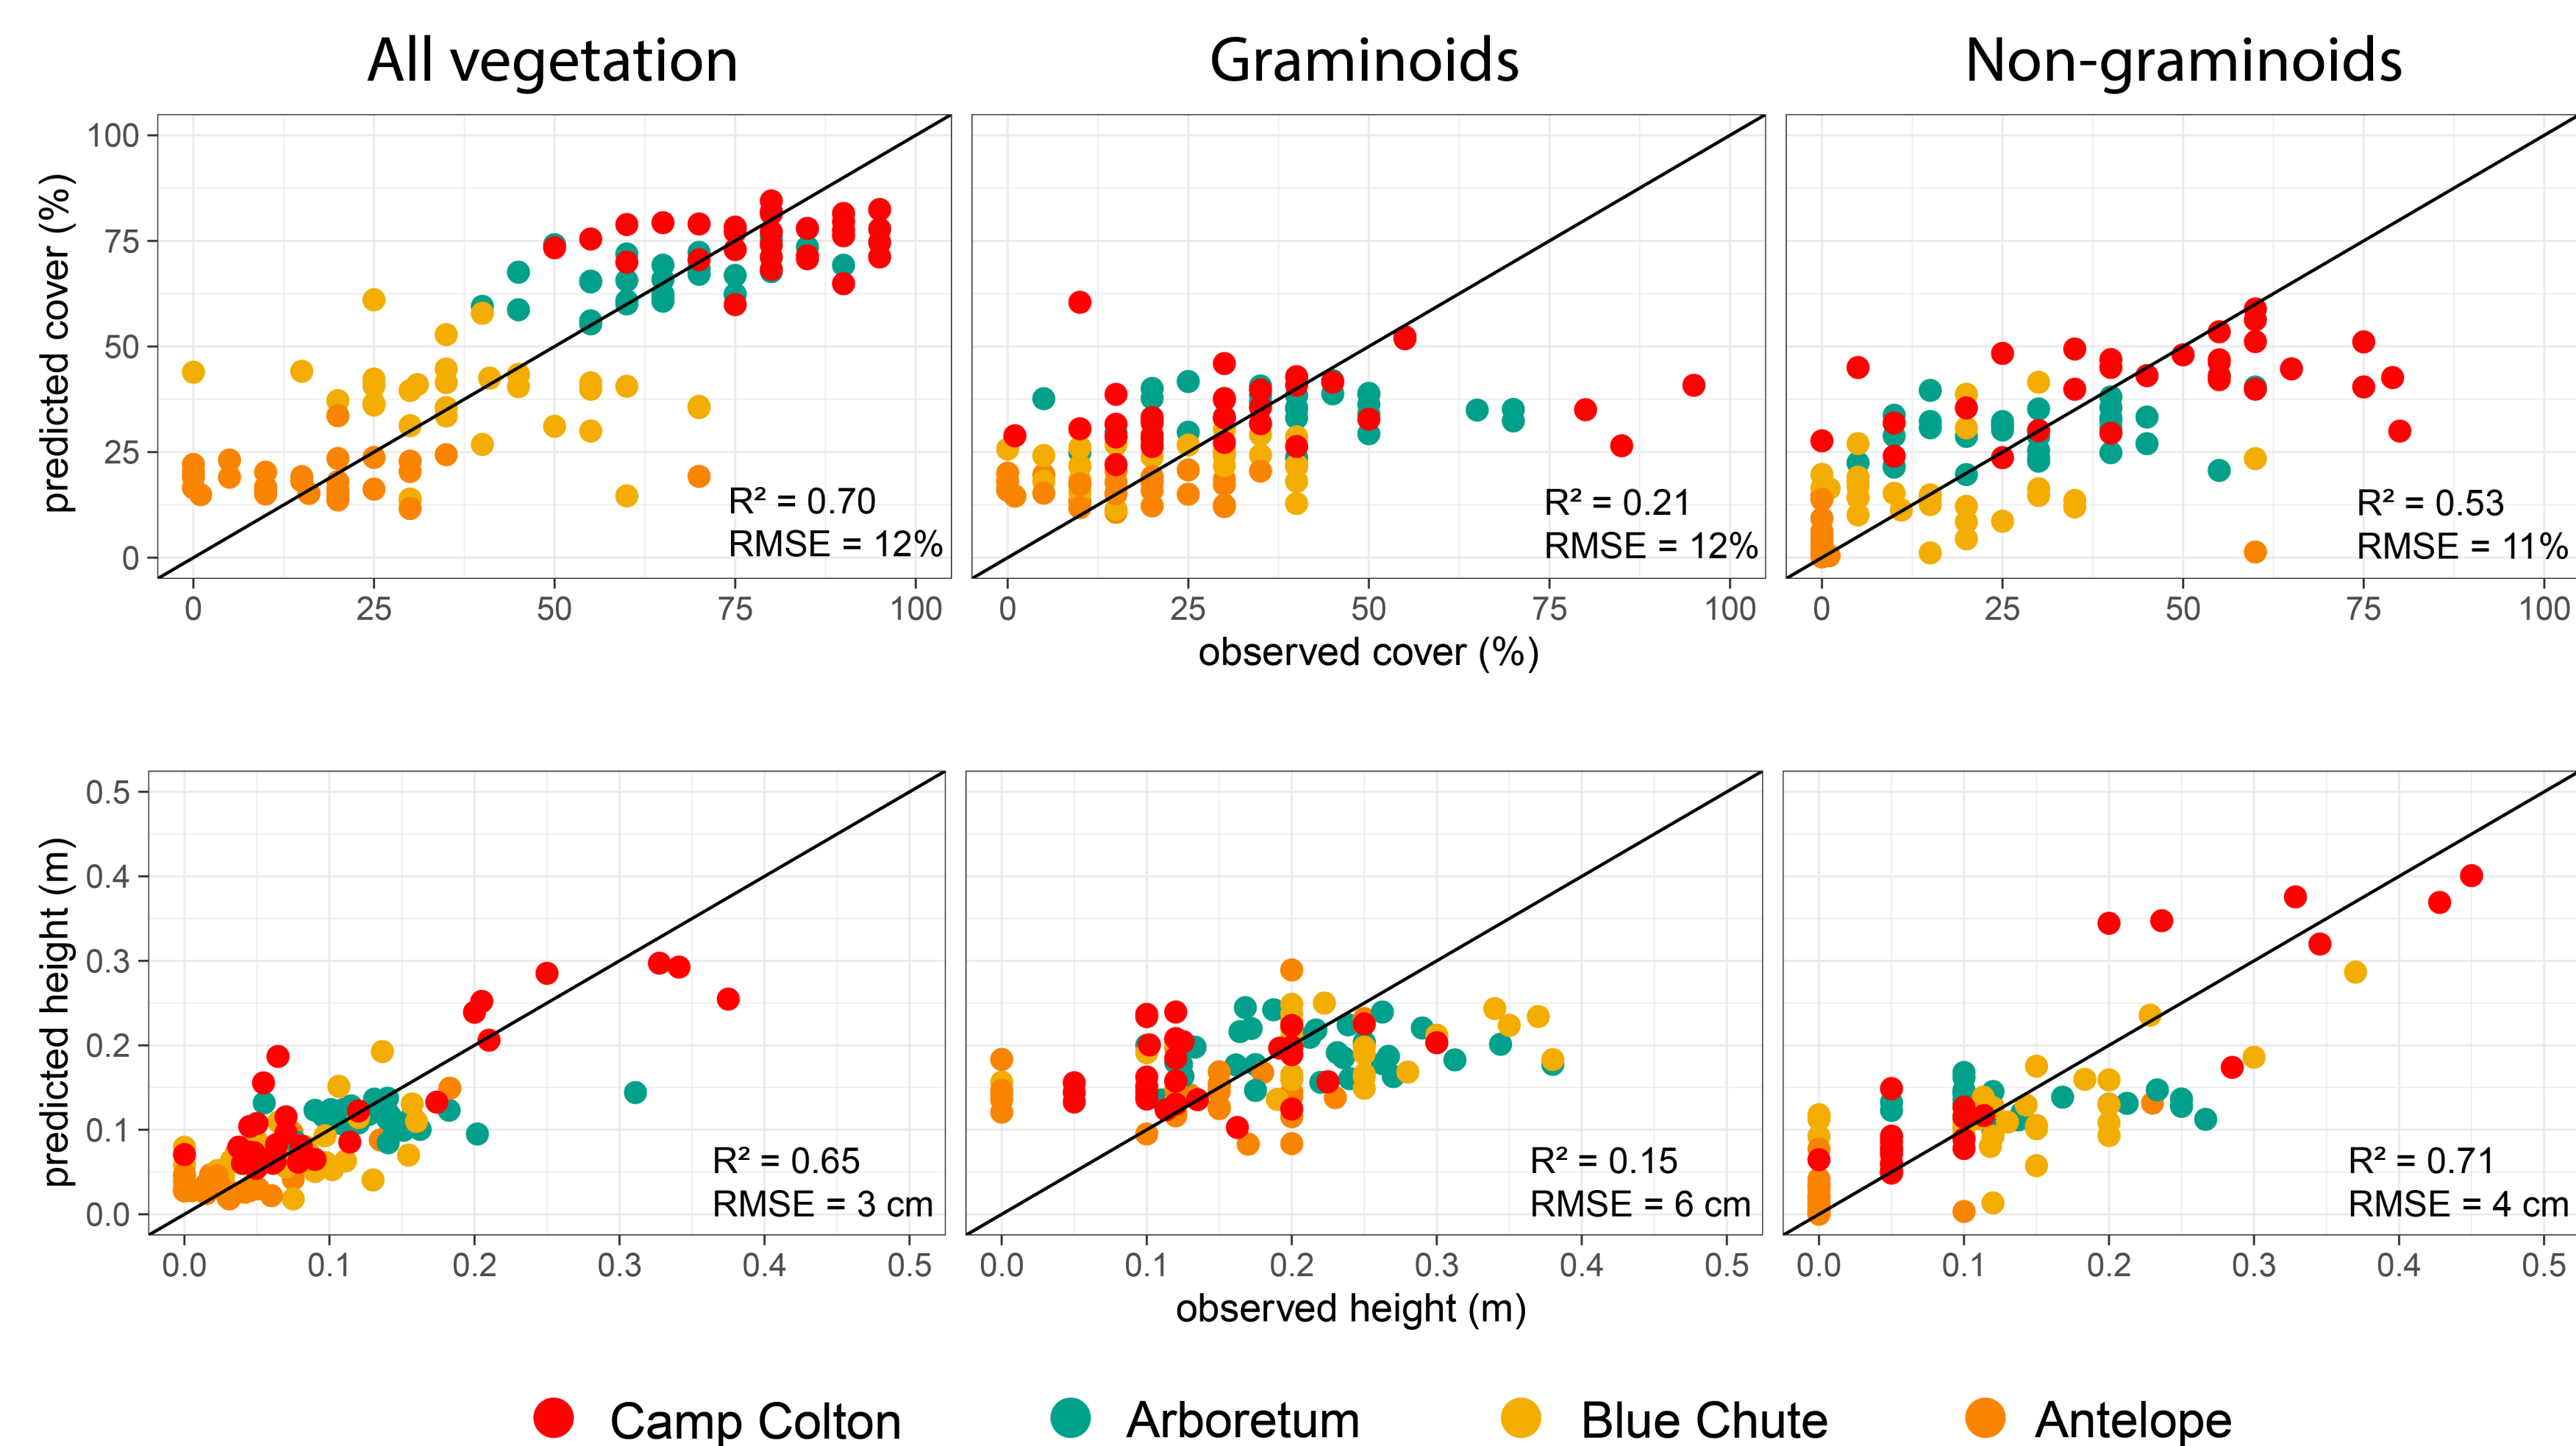 All vegetation Graminoids Non-graminoids
predicted cover (%)
100
75
50
25
0
R² = 0.70
RMSE = 12%
R² = 0.21
RMSE = 12%
R² = 0.53
RMSE = 11%
0 25 50 75 100 0 25 50 75 100 0 25 50 75 100
observed cover (%)
predicted height (m)
0.5
0.4
0.3
0.2
0.1
0.0
R² = 0.65
RMSE = 3 cm
R² = 0.15
RMSE = 6 cm
R² = 0.71
RMSE = 4 cm
0.0 0.1 0.2 0.3 0.4 0.5 0.0 0.1 0.2 0.3 0.4 0.5 0.0 0.1 0.2 0.3 0.4 0.5
observed height (m)
Camp Colton Arboretum Blue Chute Antelope